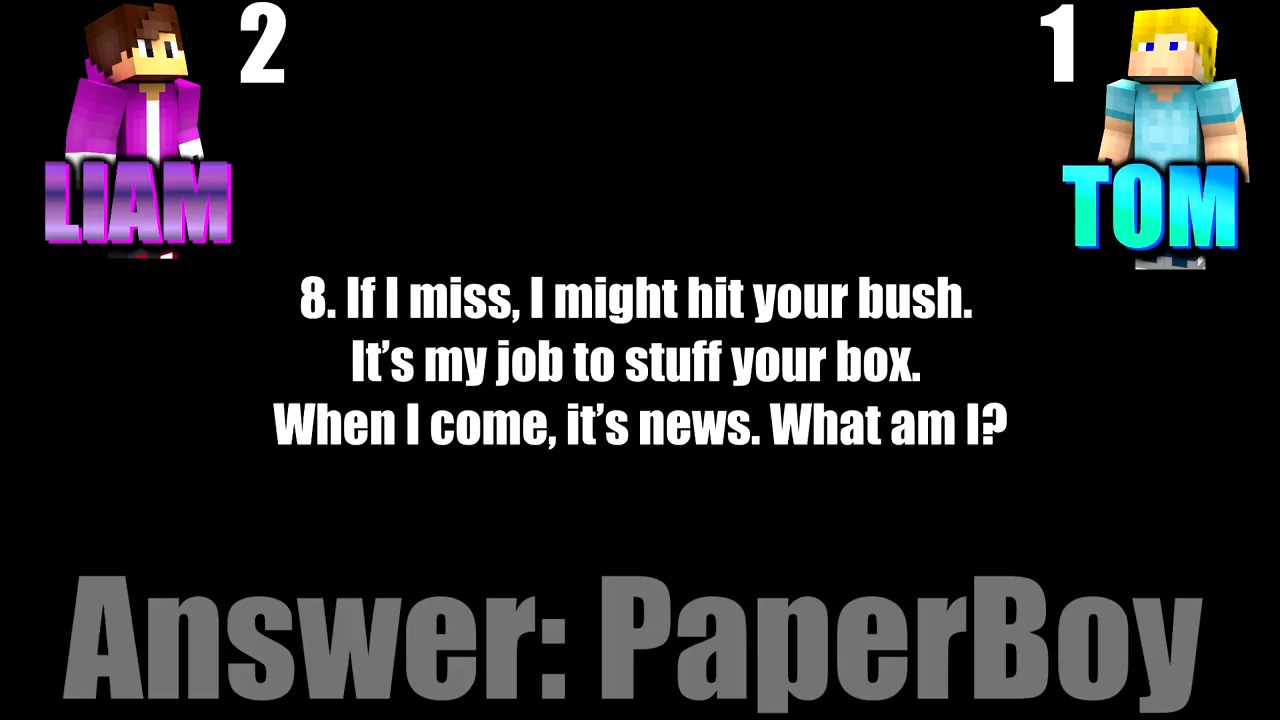 2
1
LIAM
TOM
8. If I miss, I might hit your bush.
It’s my job to stuff your box.
When I come, it’s news. What am I?
Answer: PaperBoy